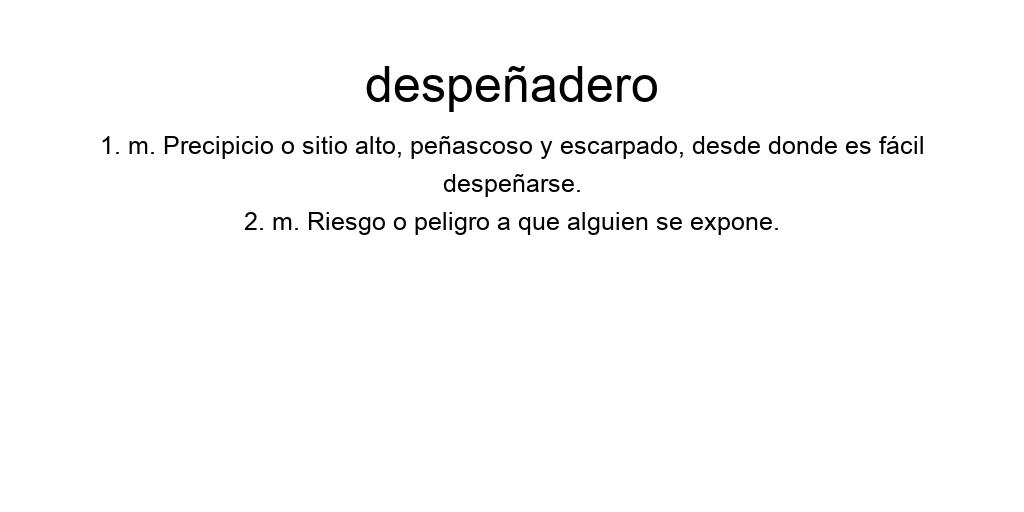 despeñadero
1. m. Precipicio o sitio alto, peñascoso y escarpado, desde donde es fácil
despeñarse.
2. m. Riesgo o peligro a que alguien se expone.